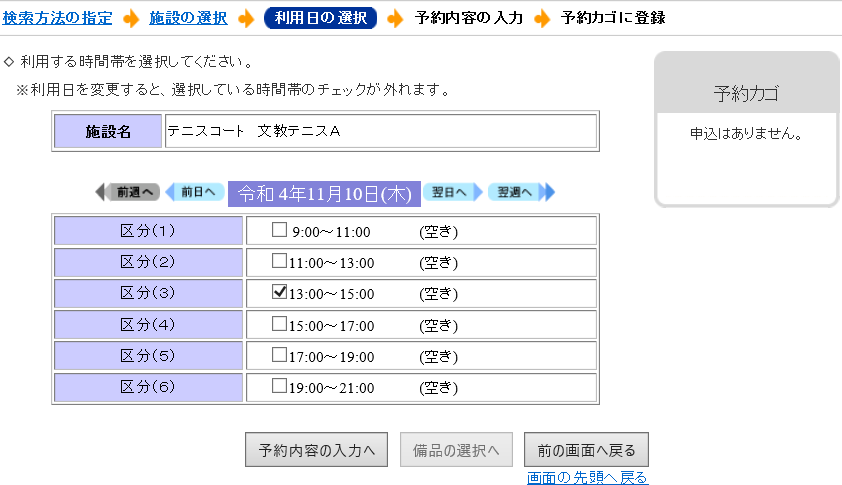 検索方法の指定 施設の選択 利用日の選択 予約内容の入力 予約カゴに登録
◇ 利用する時間帯を選択してください。
※利用日を変更すると、選択している時間帯のチェックが外れます。
施設名 テニスコート 文教テニスA
前週へ 前日へ 令和 4年11月10日(木) 翌日へ 翌週へ
区分(1) 9:00～11:00 (空き)
区分(2) 11:00～13:00 (空き)
区分(3) 13:00～15:00 (空き)
区分(4) 15:00～17:00 (空き)
区分(5) 17:00～19:00 (空き)
区分(6) 19:00～21:00 (空き)
予約内容の入力へ 備品の選択へ 前の画面へ戻る
画面の先頭へ戻る
予約カゴ
申込はありません。